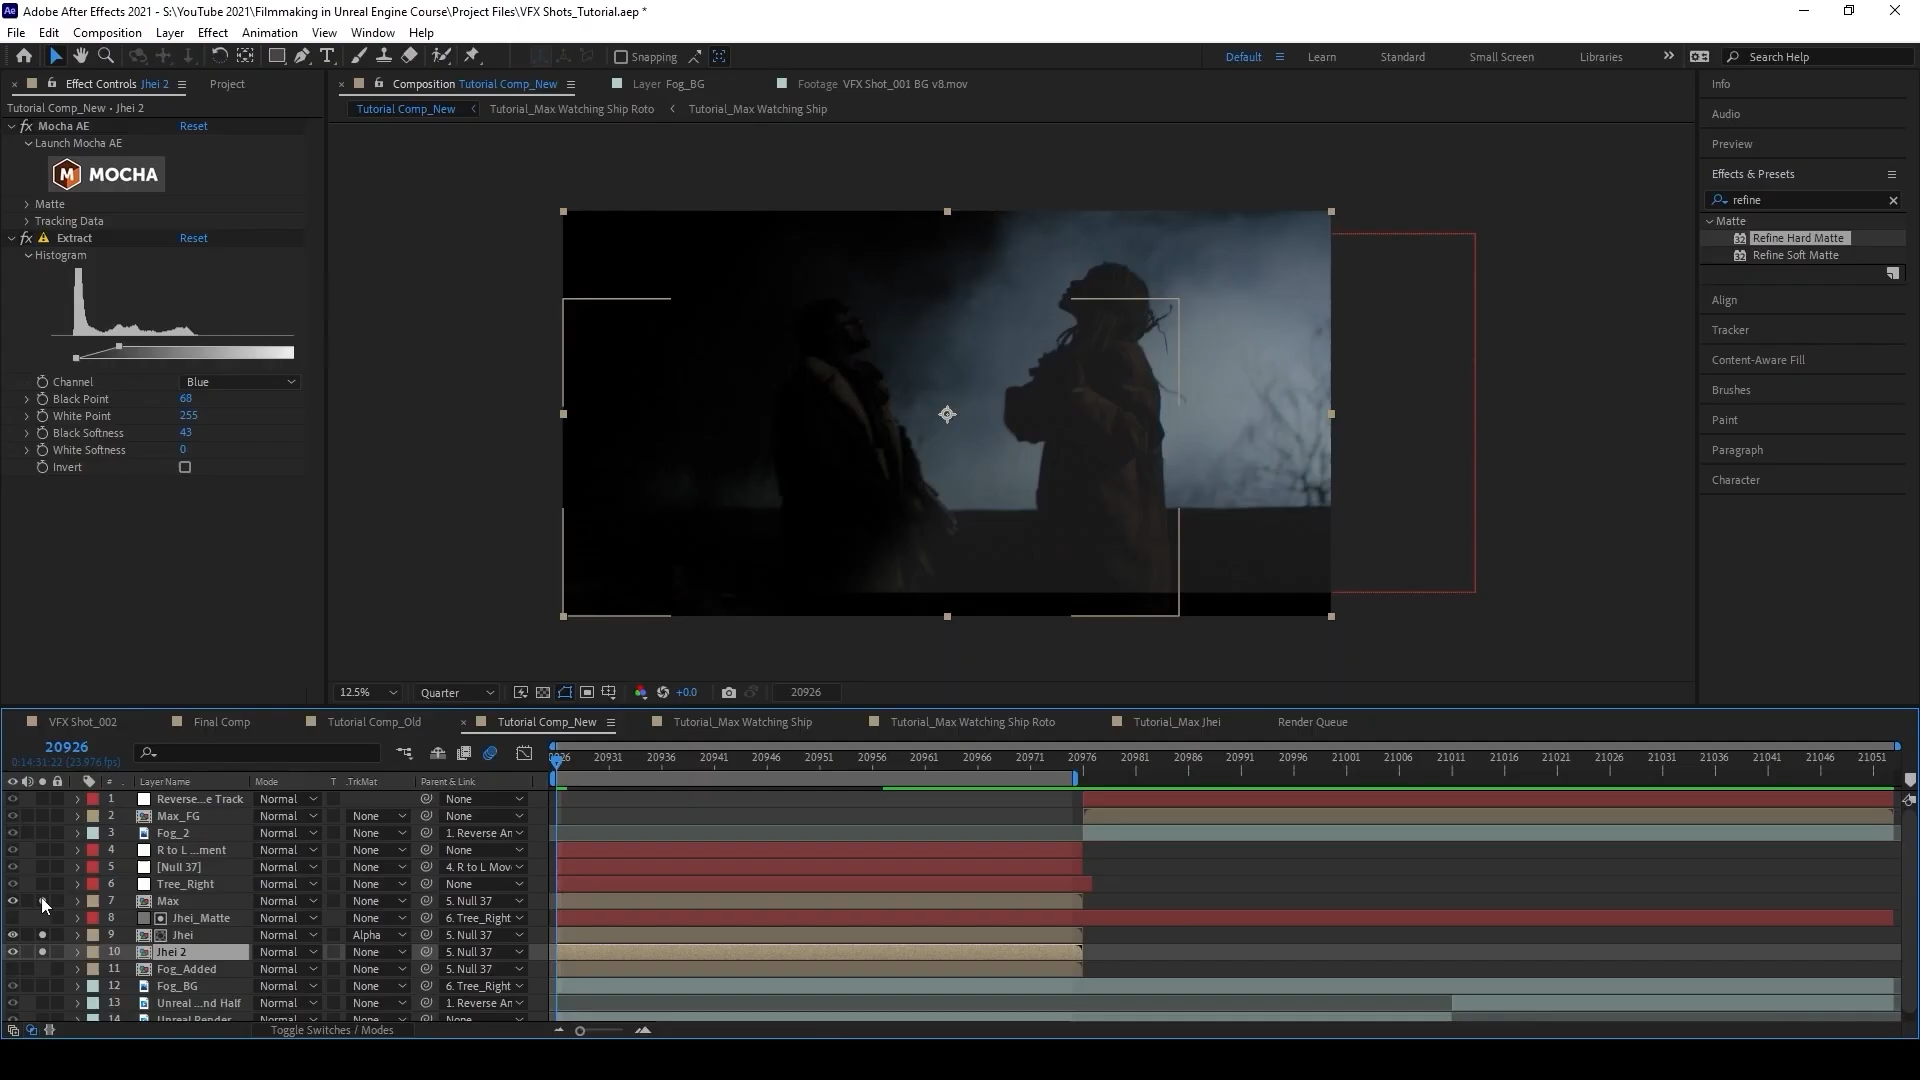 Adobe After Effects 2021 - S:\YouTube 2021\Filmmaking in Unreal Engine Course\Project Files\VFX Shots_Tutorial.aep *
File Edit Composition Layer Effect Animation View Window Help
Snapping
Default Learn Standard Small Screen Libraries
Search Help
Effect Controls Jhei 2 Project
Composition Tutorial Comp_New Layer Fog_BG Footage VFX Shot_001 BG v8.mov
Tutorial Comp_New Tutorial_Max Watching Ship Roto Tutorial_Max Watching Ship
Tutorial Comp_New • Jhei 2
Mocha AE Reset
Launch Mocha AE
MOCHA
Matte
Tracking Data
Extract Reset
Histogram
Channel Blue
Black Point 68
White Point 255
Black Softness 43
White Softness 0
Invert
Info
Audio
Preview
Effects & Presets
refine
Matte
Refine Hard Matte
Refine Soft Matte
Align
Tracker
Content-Aware Fill
Brushes
Paint
Paragraph
Character
12.5% Quarter +0.0 20926
VFX Shot_002 Final Comp Tutorial Comp_Old Tutorial Comp_New Tutorial_Max Watching Ship Tutorial_Max Watching Ship Roto Tutorial_Max Jhei Render Queue
20926
0:14:31:22 (23.976 fps)
20931 20936 20941 20946 20951 20956 20961 20966 20971 20976 20981 20986 20991 20996 21001 21006 21011 21016 21021 21026 21031 21036 21041 21046 21051
# Layer Name Mode T .TrkMat Parent & Link
1 Reverse...e Track Normal None
2 Max_FG Normal None None
3 Fog_2 Normal None 1. Reverse An
4 R to L ...ment Normal None None
5 [Null 37] Normal None 4. R to L Mov
6 Tree_Right Normal None None
7 Max Normal None 5. Null 37
8 Jhei_Matte Normal None 6. Tree_Right
9 Jhei Normal Alpha 5. Null 37
10 Jhei 2 Normal None 5. Null 37
11 Fog_Added Normal None 5. Null 37
12 Fog_BG Normal None 6. Tree_Right
13 Unreal ...nd Half Normal None 1. Reverse An
14 Unreal Render
Toggle Switches / Modes